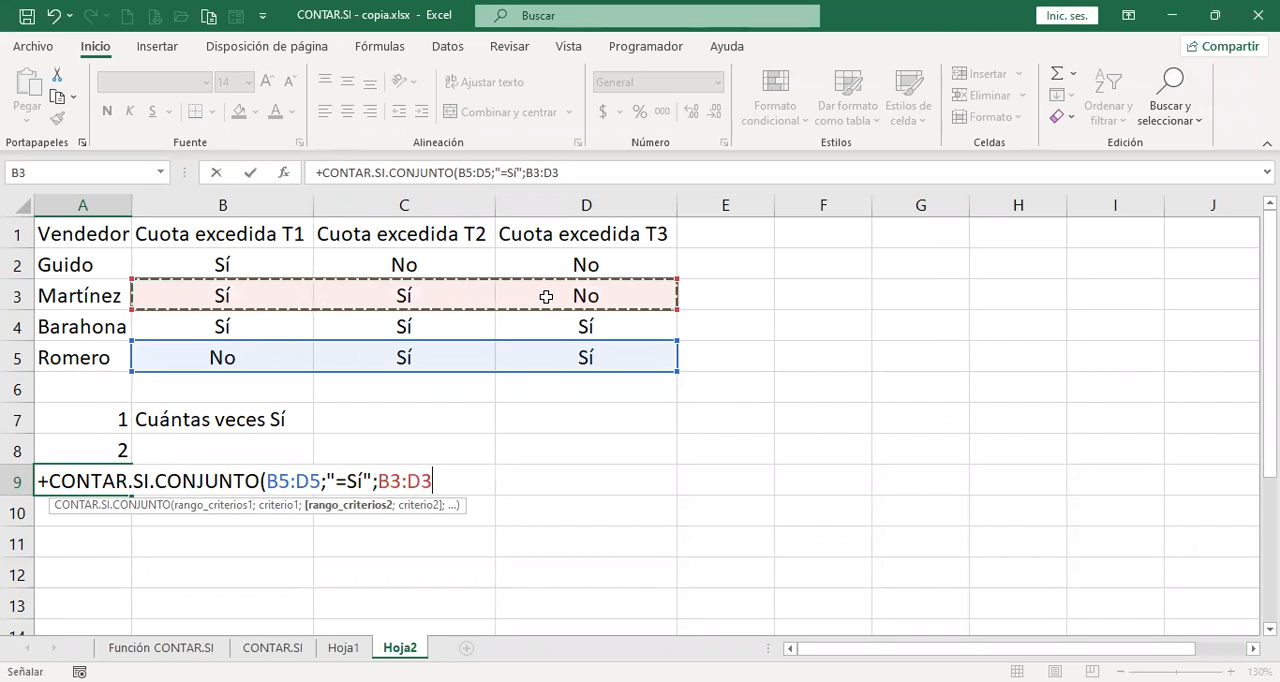 CONTAR.SI - copia.xlsx - Excel
Buscar
Inic. ses.
Archivo Inicio Insertar Disposición de página Fórmulas Datos Revisar Vista Programador Ayuda
Compartir
Pegar
Portapapeles
14
N K S
Fuente
Ajustar texto
Combinar y centrar
Alineación
General
$ % 000
Número
Formato condicional
Dar formato como tabla
Estilos de celda
Estilos
Insertar
Eliminar
Formato
Celdas
Ordenar y filtrar
Buscar y seleccionar
Edición
B3
fx
+CONTAR.SI.CONJUNTO(B5:D5;"=Sí";B3:D3
A B C D E F G H I J
1 Vendedor Cuota excedida T1 Cuota excedida T2 Cuota excedida T3
2 Guido Sí No No
3 Martínez Sí Sí No
4 Barahona Sí Sí Sí
5 Romero No Sí Sí
6
7 1 Cuántas veces Sí
8 2
9 +CONTAR.SI.CONJUNTO(B5:D5;"=Sí";B3:D3
CONTAR.SI.CONJUNTO(rango_criterios1; criterio1; [rango_criterios2; criterio2]; ...)
10
11
12
13
Función CONTAR.SI CONTAR.SI Hoja1 Hoja2
Señalar
130%